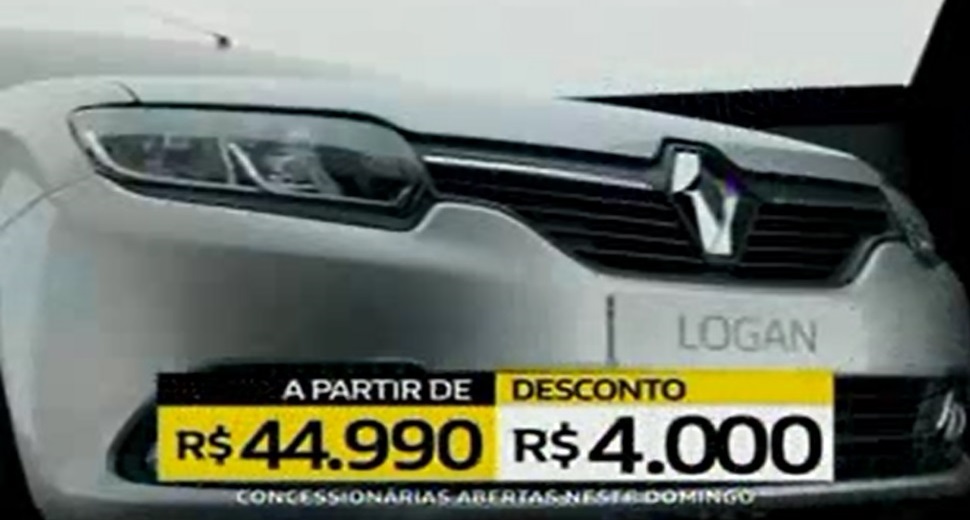 LOGAN
A PARTIR DE DESCONTO
R$ 44.990 R$ 4.000
CONCESSIONÁRIAS ABERTAS NESTE DOMINGO